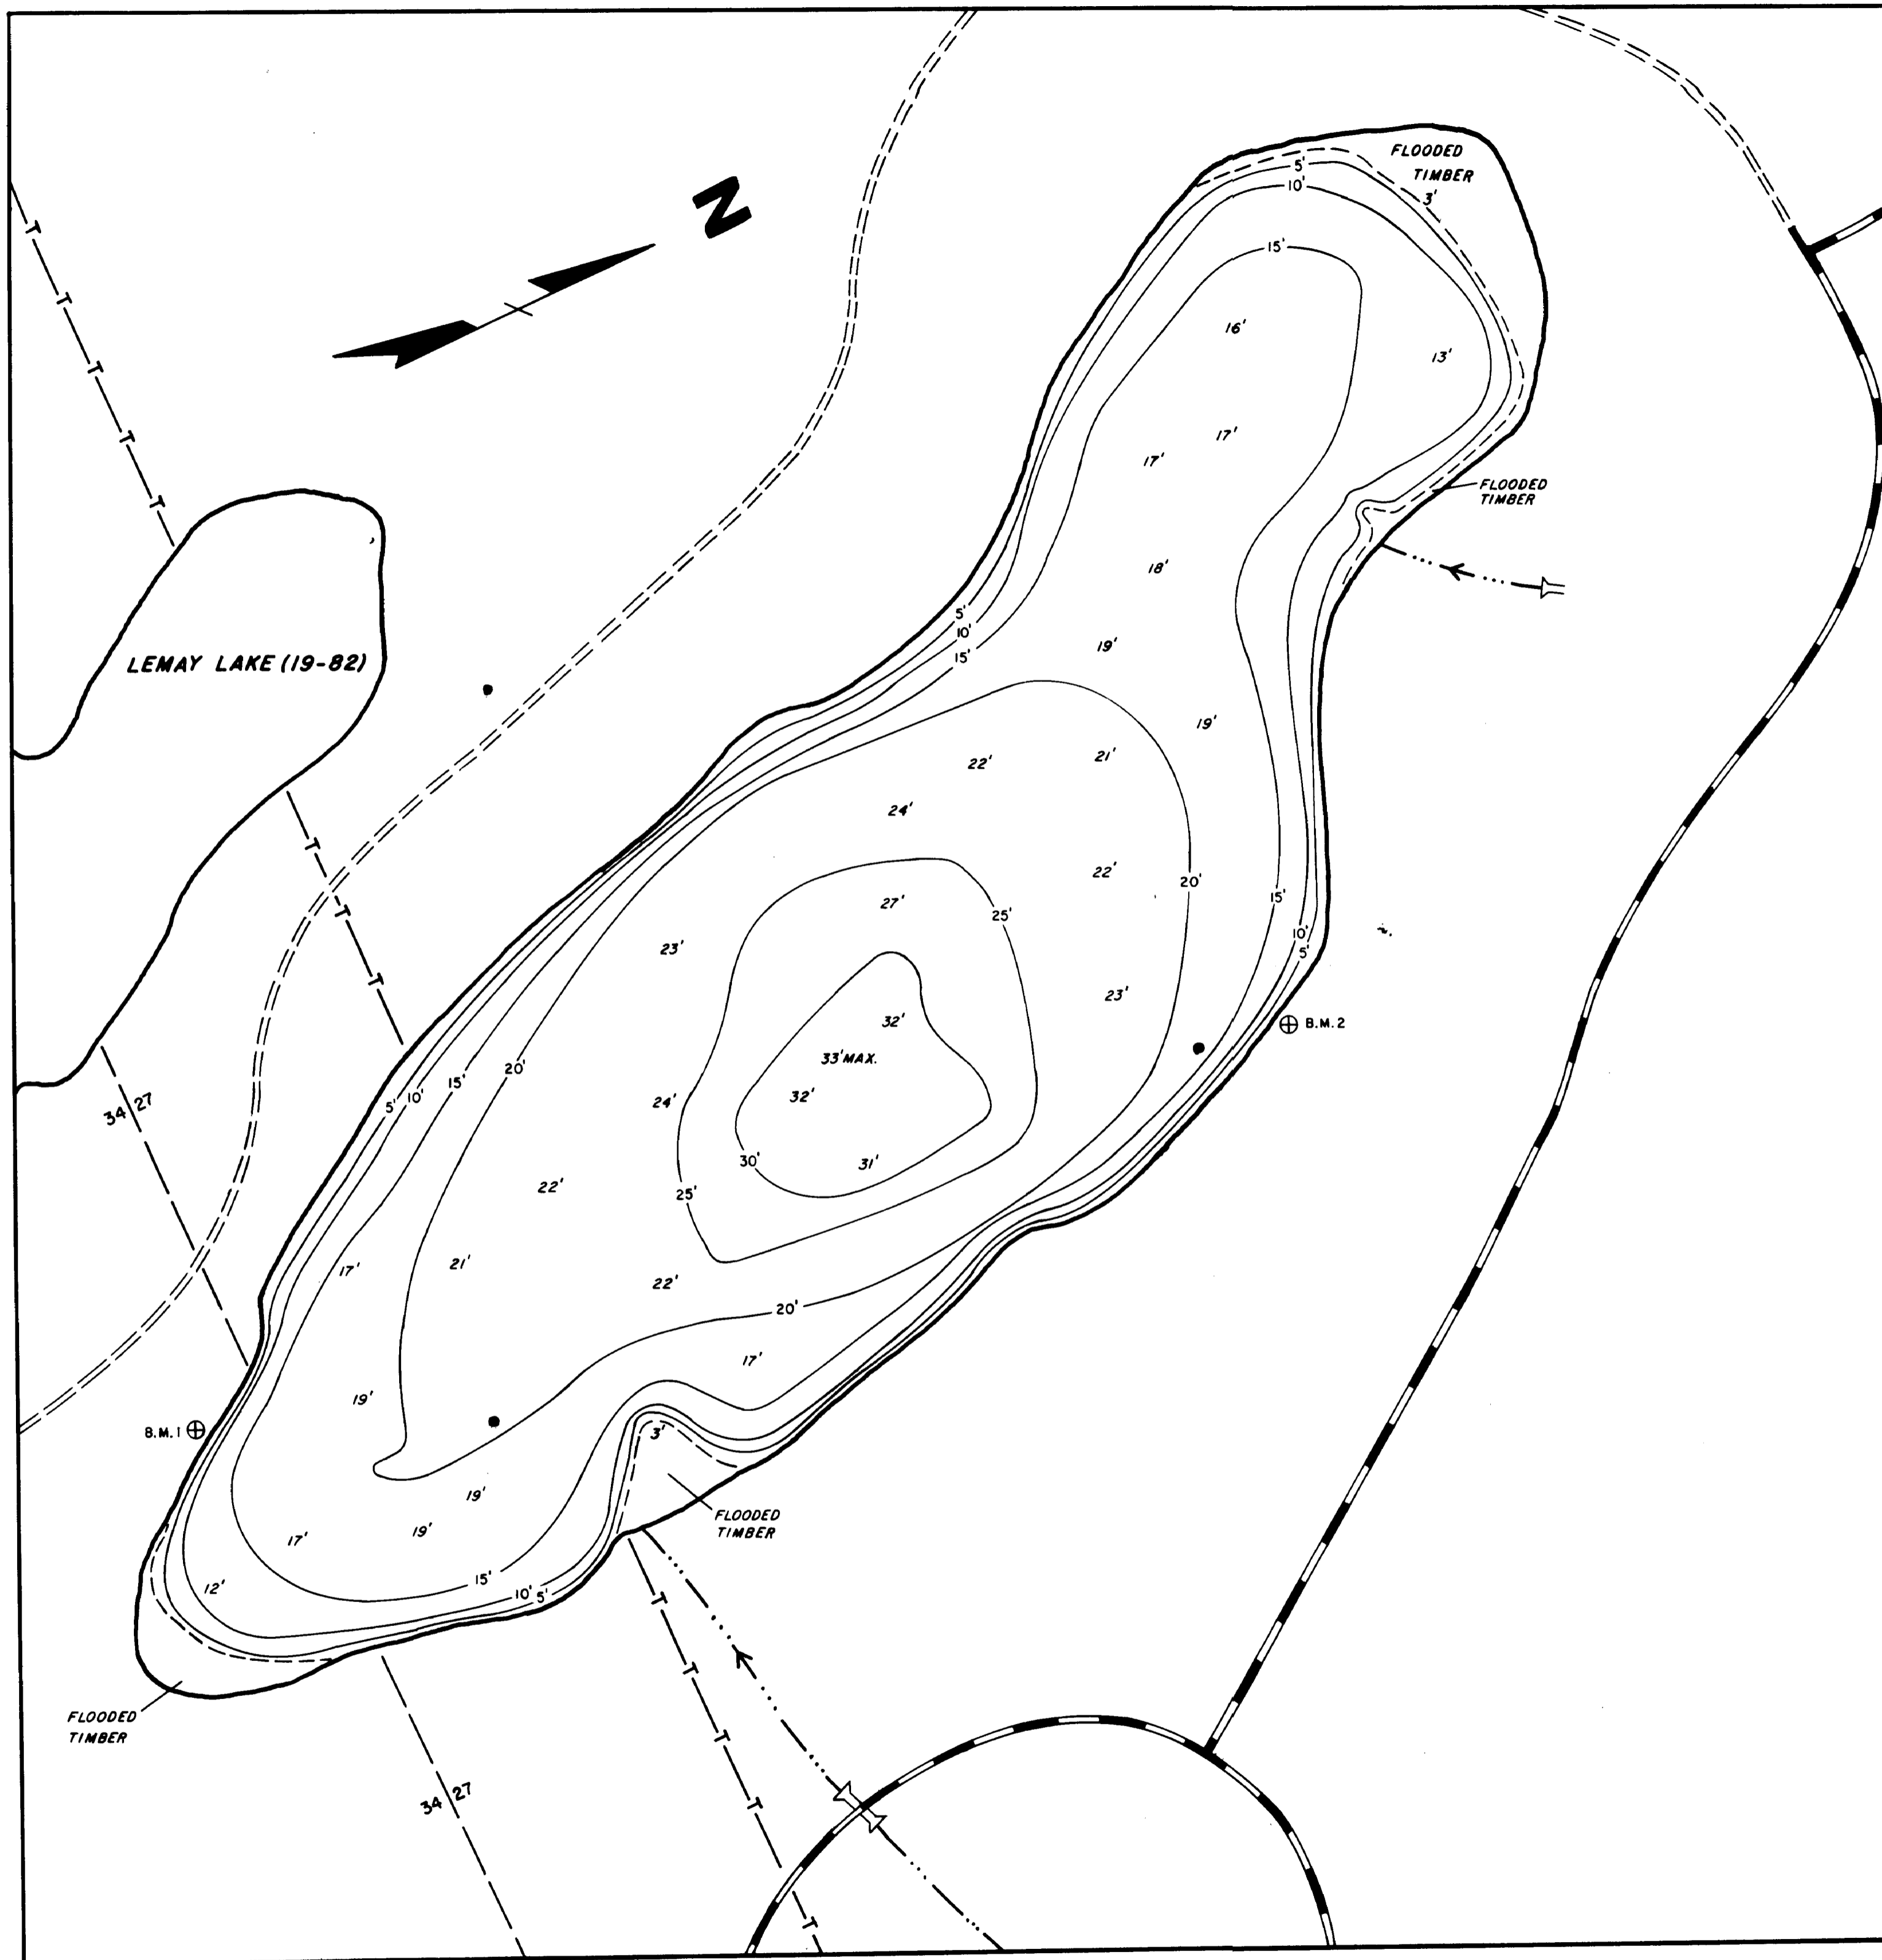 FLOODED
TIMBER
3'
5'
10'
N
15'
16'
13'
17'
17'
FLOODED
TIMBER
18'
5'
10'
15'
19'
LEMAY LAKE (19-82)
19'
21'
22'
24'
22'
20'
15'
27'
25'
10'
5'
23'
23'
32'
B.M. 2
33' MAX.
20'
15'
10'
5'
32'
24'
34 27
30'
31'
22'
25'
21'
17'
22'
20'
17'
19'
B.M. 1
3'
19'
FLOODED
TIMBER
19'
17'
15'
10'
5'
12'
FLOODED
TIMBER
34 27
T
T
T
T
T
T
T
T
T
T
T
T
T